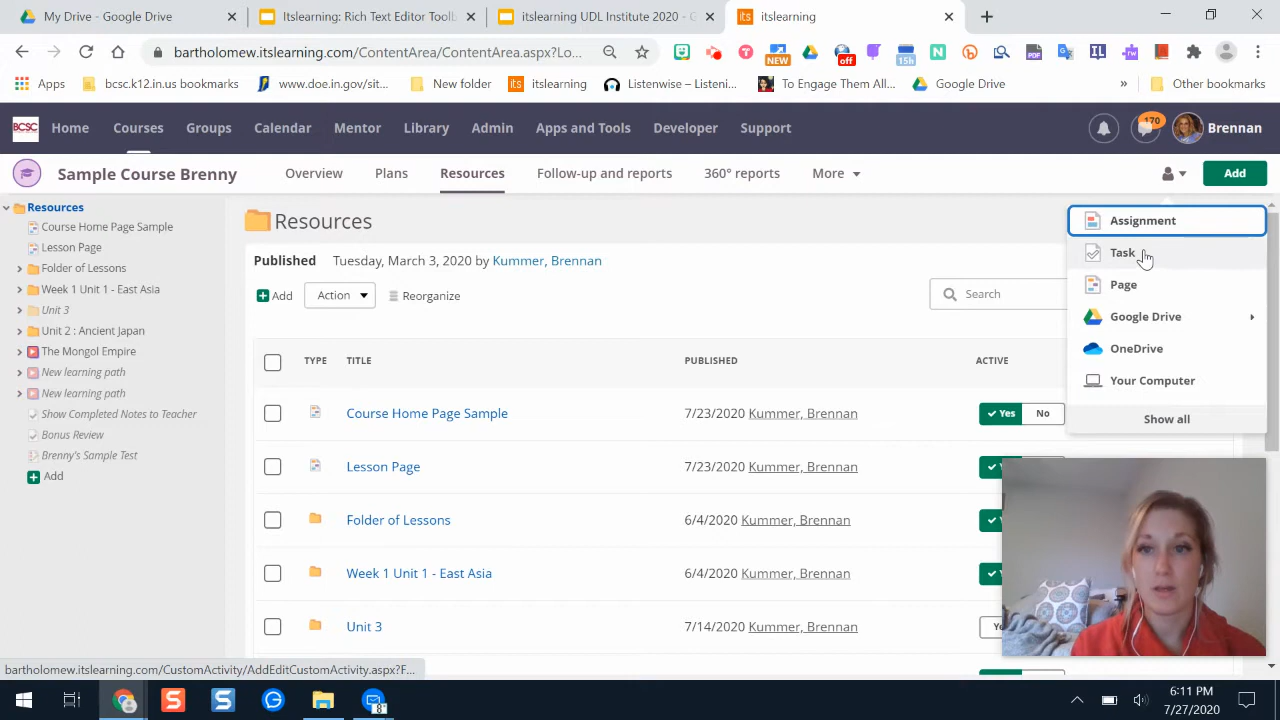 My Drive - Google Drive
Itslearning: Rich Text Editor Tools
itslearning UDL Institute 2020 - G
itslearning
bartholomew.itslearning.com/ContentArea/ContentArea.aspx?Lo...
NEW
off
15h
PDF
IL
Apps
bcsc.k12.in.us bookmarks
www.doa.in.gov/sit...
New folder
itslearning
Listenwise – Listeni...
To Engage Them All...
Google Drive
»
Other bookmarks
BCSC
Home
Courses
Groups
Calendar
Mentor
Library
Admin
Apps and Tools
Developer
Support
170
Brennan
Sample Course Brenny
Overview
Plans
Resources
Follow-up and reports
360° reports
More
Add
Resources
Course Home Page Sample
Lesson Page
Folder of Lessons
Week 1 Unit 1 - East Asia
Unit 3
Unit 2 : Ancient Japan
The Mongol Empire
New learning path
New learning path
Show Completed Notes to Teacher
Bonus Review
Brenny's Sample Test
Add
Resources
Published Tuesday, March 3, 2020 by Kummer, Brennan
Add
Action
Reorganize
Search
TYPE TITLE PUBLISHED ACTIVE
Course Home Page Sample 7/23/2020 Kummer, Brennan Yes No
Lesson Page 7/23/2020 Kummer, Brennan
Folder of Lessons 6/4/2020 Kummer, Brennan
Week 1 Unit 1 - East Asia 6/4/2020 Kummer, Brennan
Unit 3 7/14/2020 Kummer, Brennan
Assignment
Task
Page
Google Drive
OneDrive
Your Computer
Show all
bartholomew.itslearning.com/CustomActivity/AddEditCustomActivity.aspx?F...
8
6:11 PM
7/27/2020